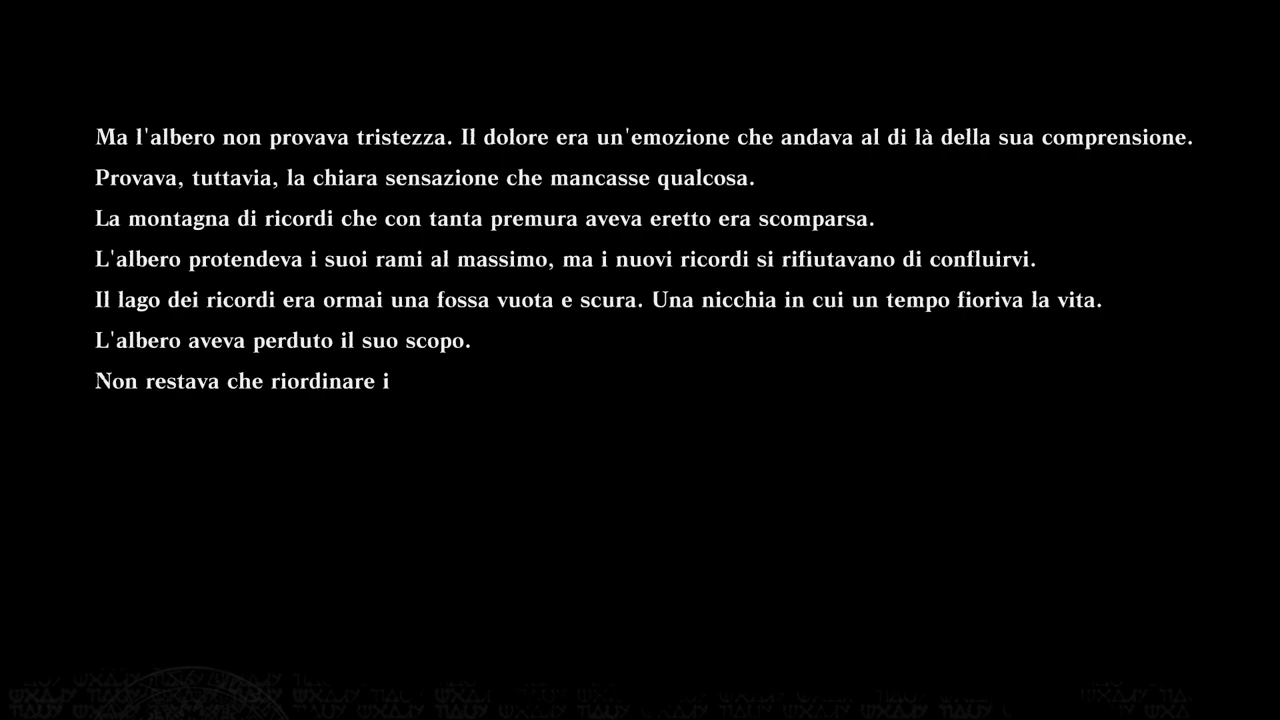 Ma l'albero non provava tristezza. Il dolore era un'emozione che andava al di là della sua comprensione.
Provava, tuttavia, la chiara sensazione che mancasse qualcosa.
La montagna di ricordi che con tanta premura aveva eretto era scomparsa.
L'albero protendeva i suoi rami al massimo, ma i nuovi ricordi si rifiutavano di confluirvi.
Il lago dei ricordi era ormai una fossa vuota e scura. Una nicchia in cui un tempo fioriva la vita.
L'albero aveva perduto il suo scopo.
Non restava che riordinare i